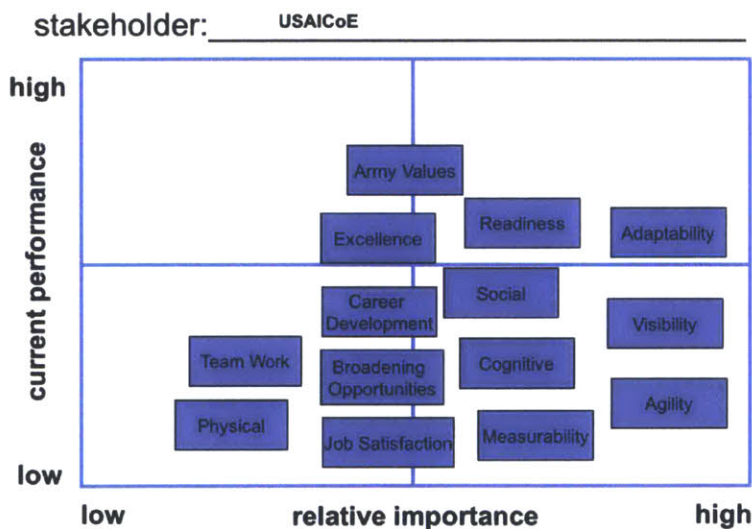 stakeholder: USAICoE
high
Army Values
Readiness
Excellence
Adaptability
current performance
Social
Career
Development
Visibility
Team Work
Broadening
Opportunities
Cognitive
Agility
Physical
Job Satisfaction
Measurability
low
low
relative importance
high